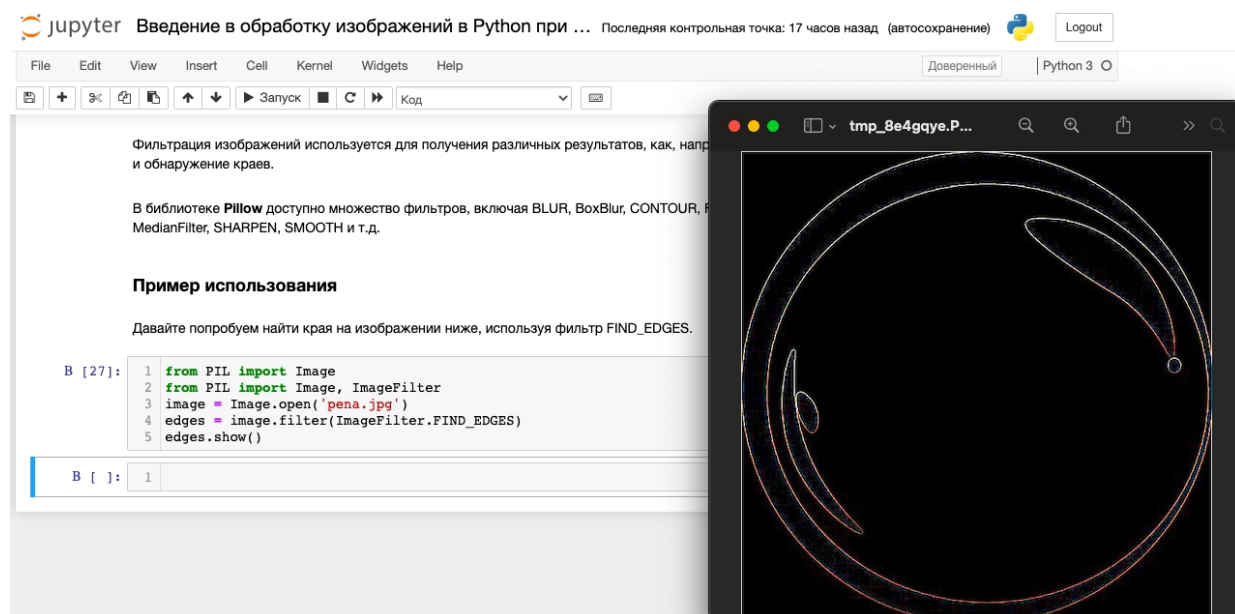 jupyter Введение в обработку изображений в Python при ... Последняя контрольная точка: 17 часов назад (автосохранение) Logout
File Edit View Insert Cell Kernel Widgets Help Доверенный Python 3
Запуск Код
tmp_8e4gqye.P...
Фильтрация изображений используется для получения различных результатов, как,
и обнаружение краев.
В библиотеке Pillow доступно множество фильтров, включая BLUR, BoxBlur, CONTOUR,
MedianFilter, SHARPEN, SMOOTH и т.д.
Пример использования
Давайте попробуем найти края на изображении ниже, используя фильтр FIND_EDGES.
В [27]:
1 from PIL import Image
2 from PIL import Image, ImageFilter
3 image = Image.open('pena.jpg')
4 edges = image.filter(ImageFilter.FIND_EDGES)
5 edges.show()
В [ ]: 1